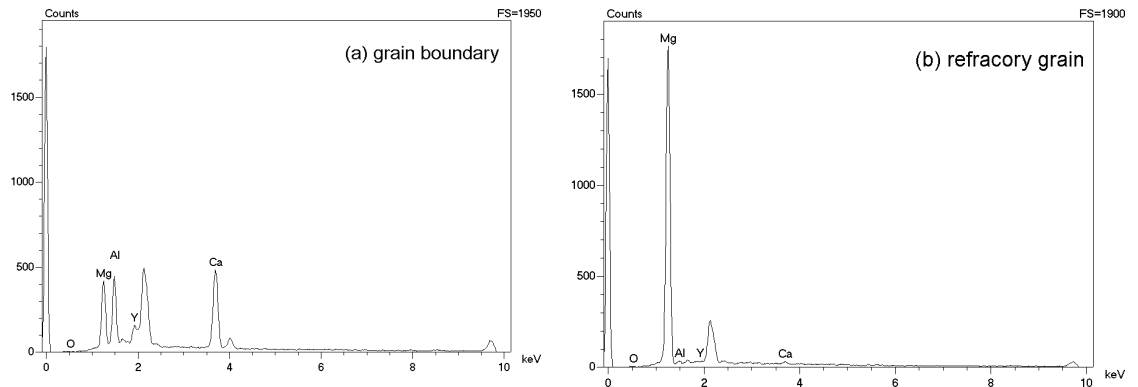 Counts
FS=1950
(a) grain boundary
1500
1000
500
0
Mg
Al
Y
Ca
O
0
2
4
6
8
10
keV
Counts
FS=1900
(b) refracory grain
1500
1000
500
0
Mg
O
Al
Y
Ca
0
2
4
6
8
10
keV